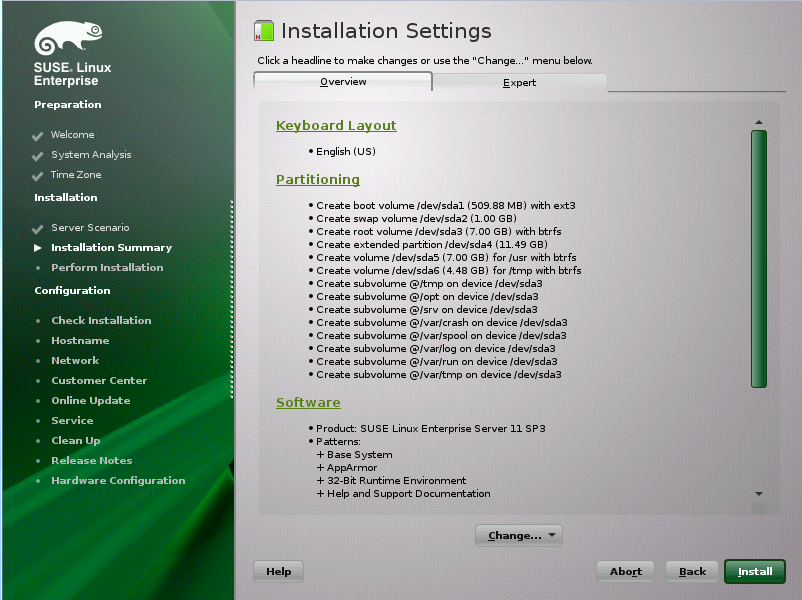 SUSE. Linux
Enterprise
Preparation
Welcome
System Analysis
Time Zone
Installation
Server Scenario
Installation Summary
Perform Installation
Configuration
Check Installation
Hostname
Network
Customer Center
Online Update
Service
Clean Up
Release Notes
Hardware Configuration
Installation Settings
Click a headline to make changes or use the "Change..." menu below.
Overview
Expert
Keyboard Layout
• English (US)
Partitioning
• Create boot volume /dev/sda1 (509.88 MB) with ext3
• Create swap volume /dev/sda2 (1.00 GB)
• Create root volume /dev/sda3 (7.00 GB) with btrfs
• Create extended partition /dev/sda4 (11.49 GB)
• Create volume /dev/sda5 (7.00 GB) for /usr with btrfs
• Create volume /dev/sda6 (4.48 GB) for /tmp with btrfs
• Create subvolume @/tmp on device /dev/sda3
• Create subvolume @/opt on device /dev/sda3
• Create subvolume @/srv on device /dev/sda3
• Create subvolume @/var/crash on device /dev/sda3
• Create subvolume @/var/spool on device /dev/sda3
• Create subvolume @/var/log on device /dev/sda3
• Create subvolume @/var/run on device /dev/sda3
• Create subvolume @/var/tmp on device /dev/sda3
Software
• Product: SUSE Linux Enterprise Server 11 SP3
• Patterns:
+ Base System
+ AppArmor
+ 32-Bit Runtime Environment
+ Help and Support Documentation
Change...
Help
Abort
Back
Install